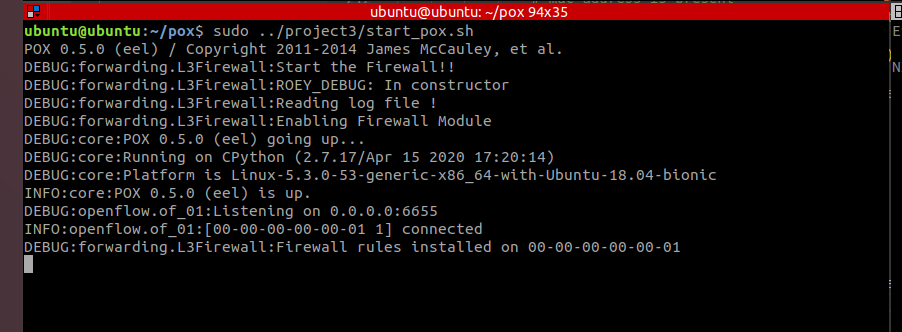 mac address is present
ubuntu@ubuntu: ~/pox 94x35
ubuntu@ubuntu:~/pox$ sudo ../project3/start_pox.sh
POX 0.5.0 (eel) / Copyright 2011-2014 James McCauley, et al.
DEBUG:forwarding.L3Firewall:Start the Firewall!!
DEBUG:forwarding.L3Firewall:ROEY_DEBUG: In constructor
DEBUG:forwarding.L3Firewall:Reading log file !
DEBUG:forwarding.L3Firewall:Enabling Firewall Module
DEBUG:core:POX 0.5.0 (eel) going up...
DEBUG:core:Running on CPython (2.7.17/Apr 15 2020 17:20:14)
DEBUG:core:Platform is Linux-5.3.0-53-generic-x86_64-with-Ubuntu-18.04-bionic
INFO:core:POX 0.5.0 (eel) is up.
DEBUG:openflow.of_01:Listening on 0.0.0.0:6655
INFO:openflow.of_01:[00-00-00-00-00-01 1] connected
DEBUG:forwarding.L3Firewall:Firewall rules installed on 00-00-00-00-00-01